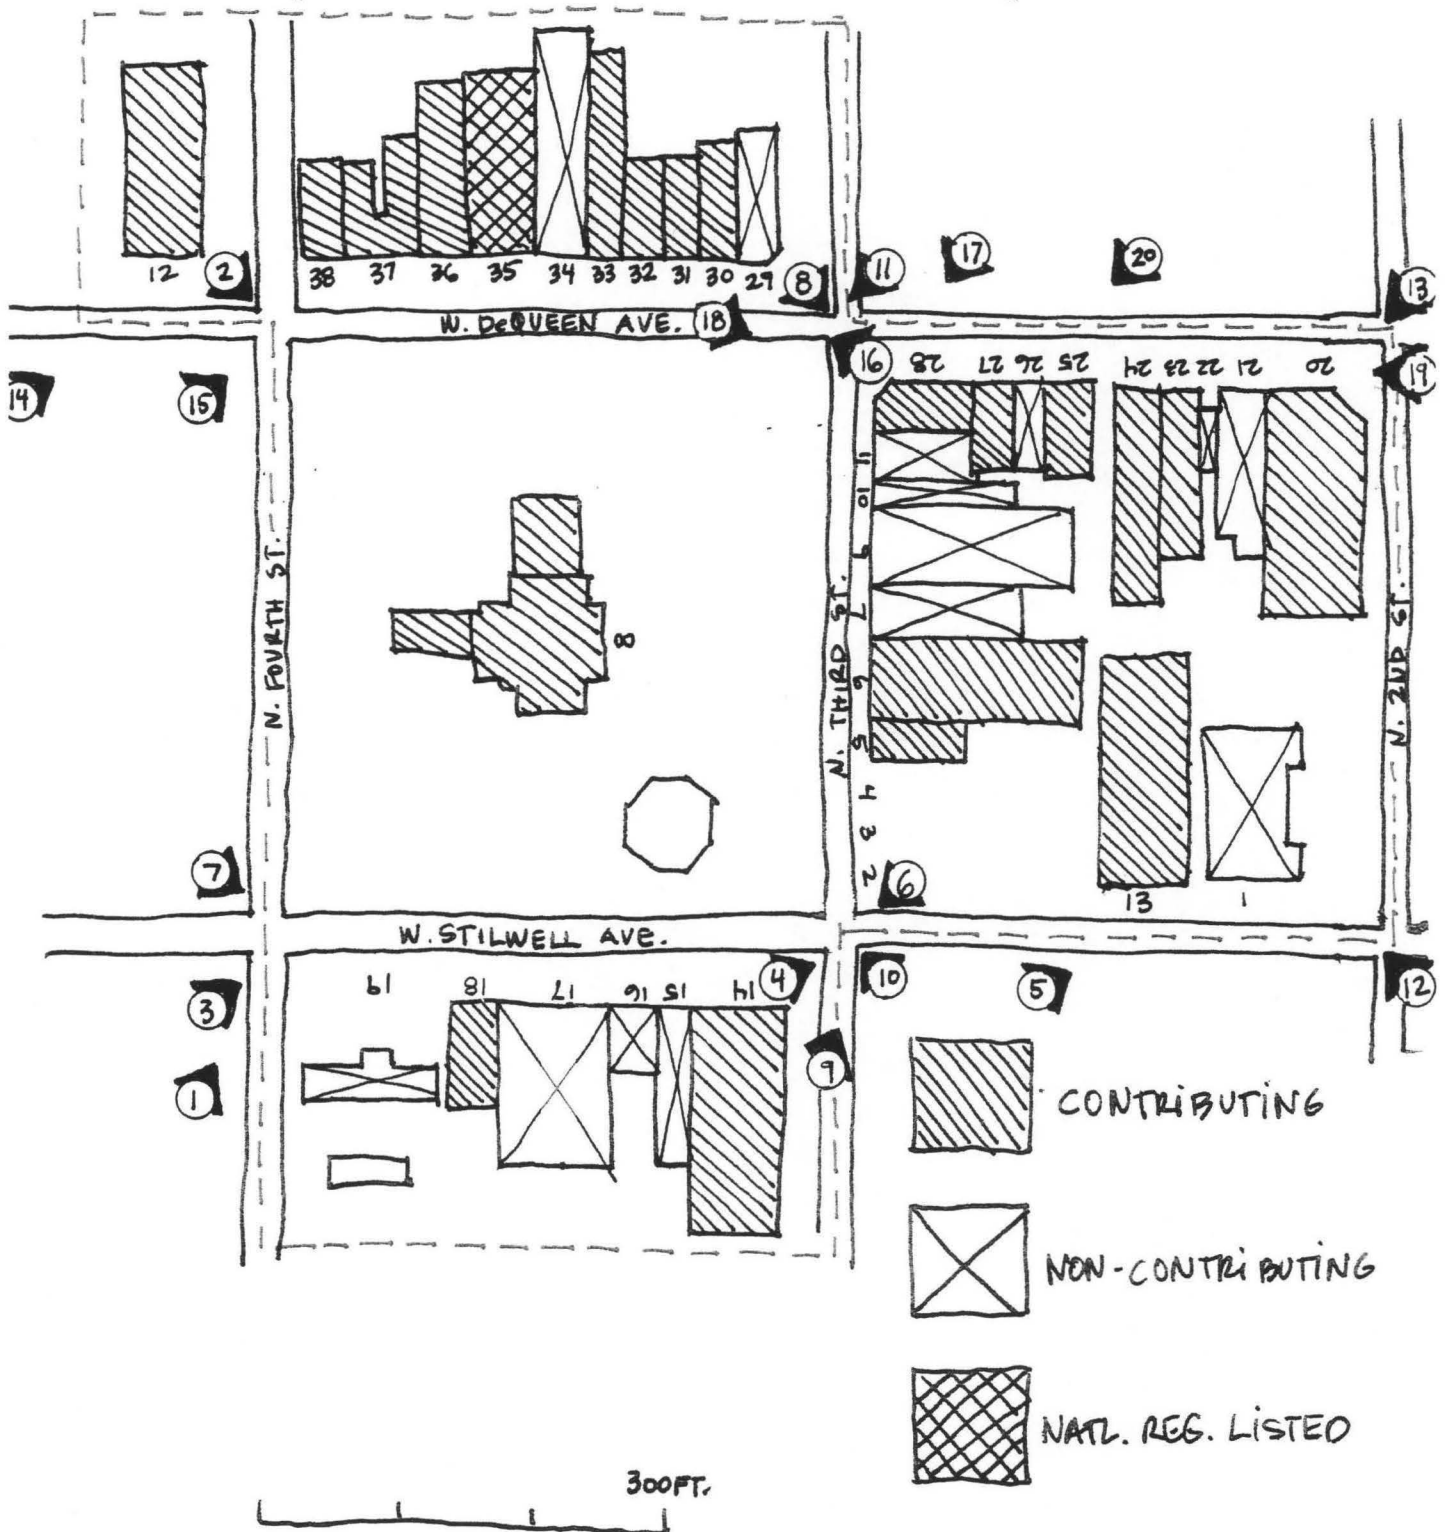 12
2
38 37 36 35 34 33 32 31 30 29
8
11
17
20
13
W. DeQUEEN AVE.
18
14
15
16
28 27 26 25 24 23 22 21 20
19
N. FOURTH ST.
8
N. THIRD ST.
11
10
9
7
6
5
4
3
2
N. 2ND ST.
7
6
13
1
W. STILWELL AVE.
3
19 18 17 16 15 14
4
10
5
12
1
9
CONTRIBUTING
NON-CONTRIBUTING
NATL. REG. LISTED
300FT.